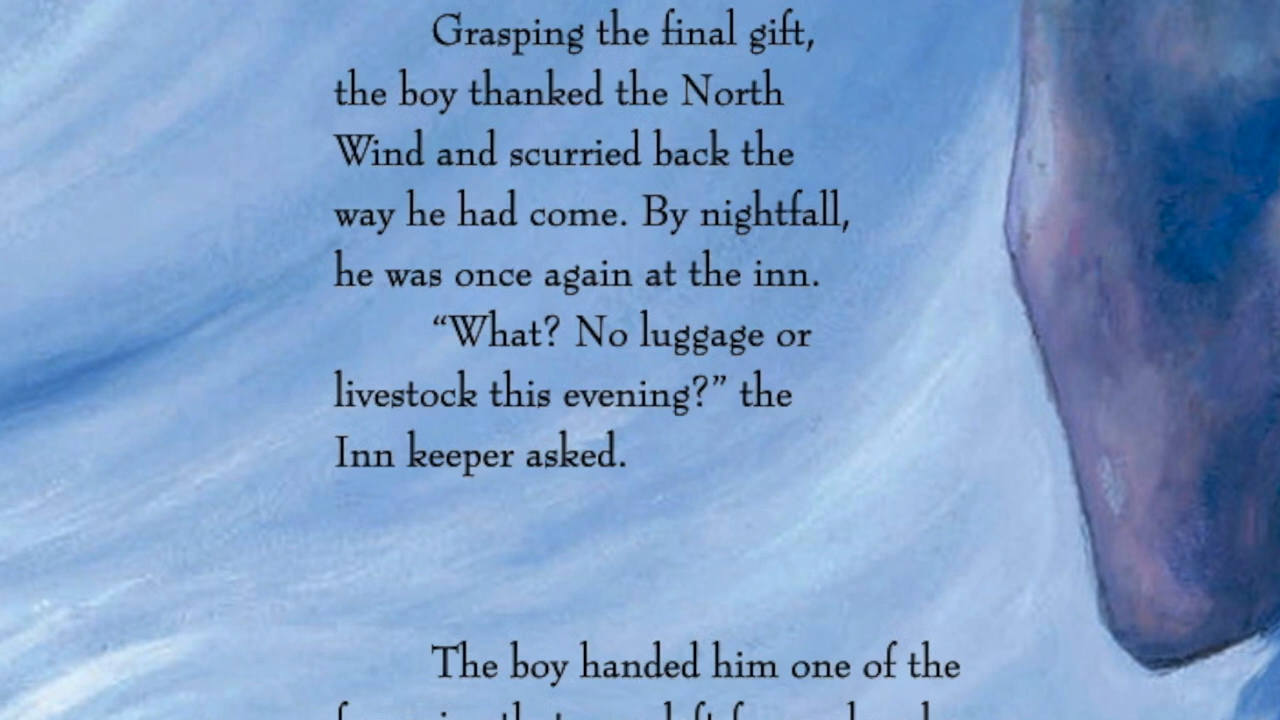 Grasping the final gift,
the boy thanked the North
Wind and scurried back the
way he had come. By nightfall,
he was once again at the inn.
“What? No luggage or
livestock this evening?” the
Inn keeper asked.
The boy handed him one of the